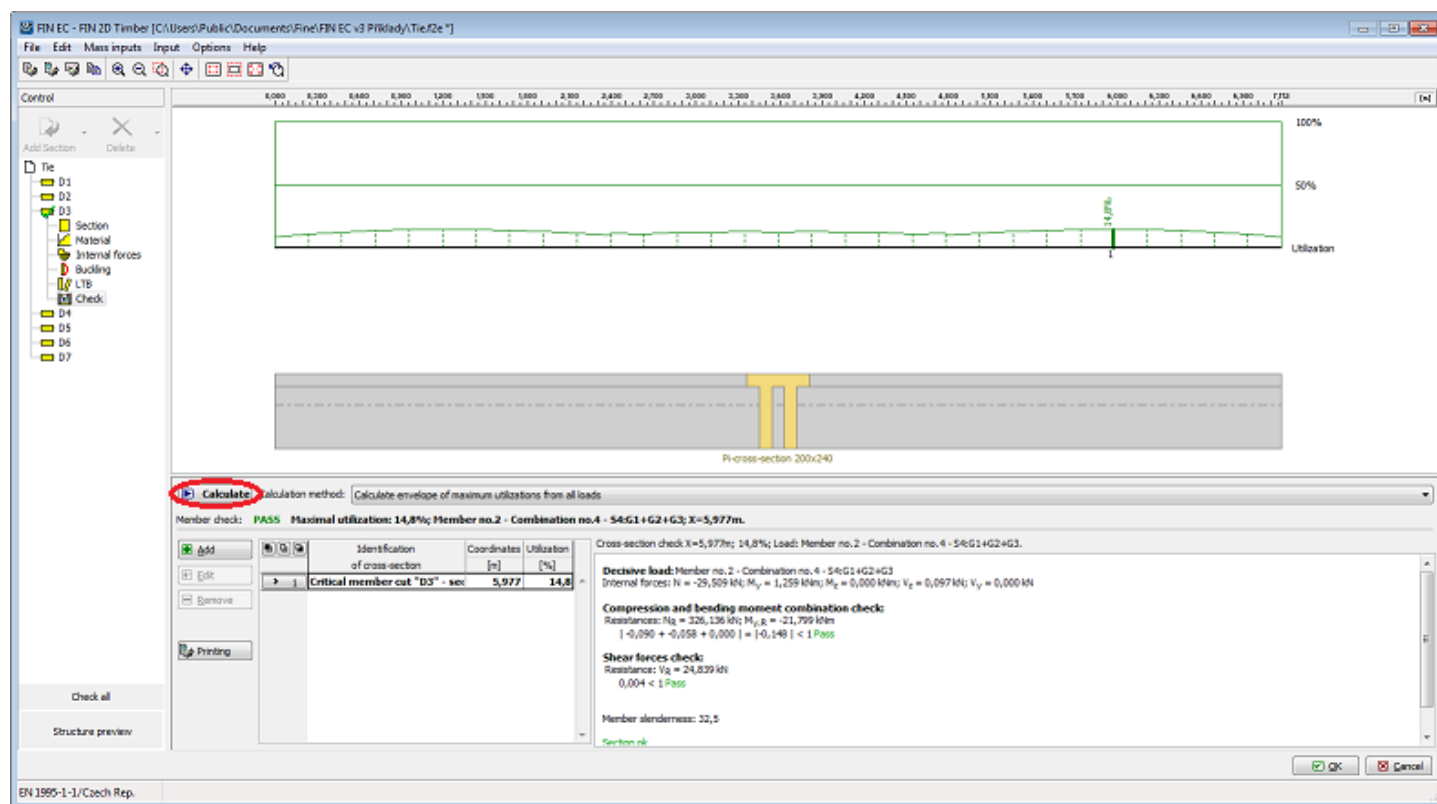 FIN EC - FIN 2D Timber [C:\Users\Public\Documents\Fine\FIN EC v3 Příklady\Tie.f2e *]
File Edit Mass inputs Input Options Help
Control
[m]
Add Section Delete
100%
Tie
D1
D2
D3
50%
Section
Material
14,8%
Internal forces
Utilization
1
Buckling
LTB
Check
D4
D5
D6
D7
Pi-cross-section 200x240
Calculate Calculation method: Calculate envelope of maximum utilizations from all loads
Member check: PASS Maximal utilization: 14,8%; Member no.2 - Combination no.4 - S4:G1+G2+G3; X=5,977m.
Add
Edit
Remove
Printing
Identification Coordinates Utilization
of cross-section [m] [%]
1 Critical member cut "D3" - sec 5,977 14,8
Cross-section check X=5,977m; 14,8%; Load: Member no.2 - Combination no.4 - S4:G1+G2+G3.
Decisive load: Member no.2 - Combination no.4 - S4:G1+G2+G3
Internal forces: N = -29,509 kN; My = 1,259 kNm; Mz = 0,000 kNm; Vz = 0,097 kN; Vy = 0,000 kN
Compression and bending moment combination check:
Resistances: NR = 326,136 kN; My,R = -21,799 kNm
| -0,090 + -0,058 + 0,000 | = |-0,148 | < 1 Pass
Shear forces check:
Resistance: VR = 24,839 kN
0,004 < 1 Pass
Member slenderness: 32,5
Section ok
Check all
Structure preview
OK Cancel
EN 1995-1-1/Czech Rep.